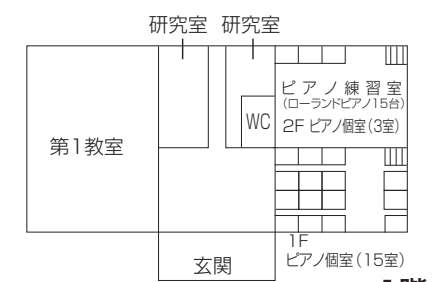 研究室 研究室
ピアノ練習室
(ローランドピアノ15台)
WC
2F ピアノ個室(3室)
第1教室
1F
ピアノ個室(15室)
玄関